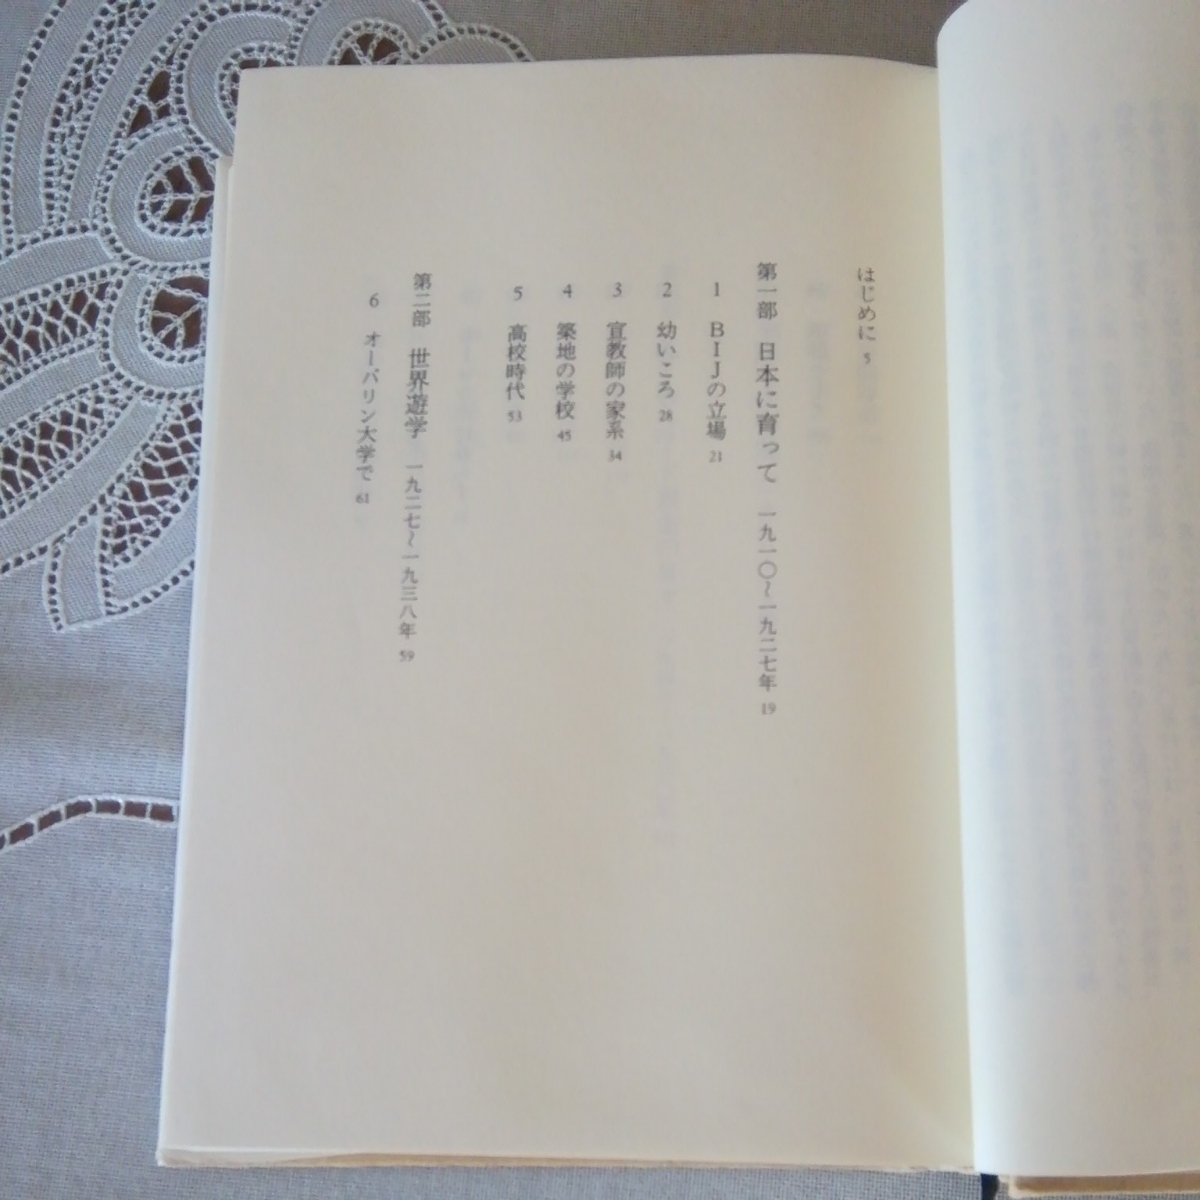 はじめに 5
第一部 日本に育って 一九一〇～一九二七年 19
1 BIJの立場 21
2 幼いころ 28
3 宣教師の家系 34
4 築地の学校 45
5 高校時代 53
第二部 世界遊学 一九二七～一九三八年 59
6 オーバリン大学で 61